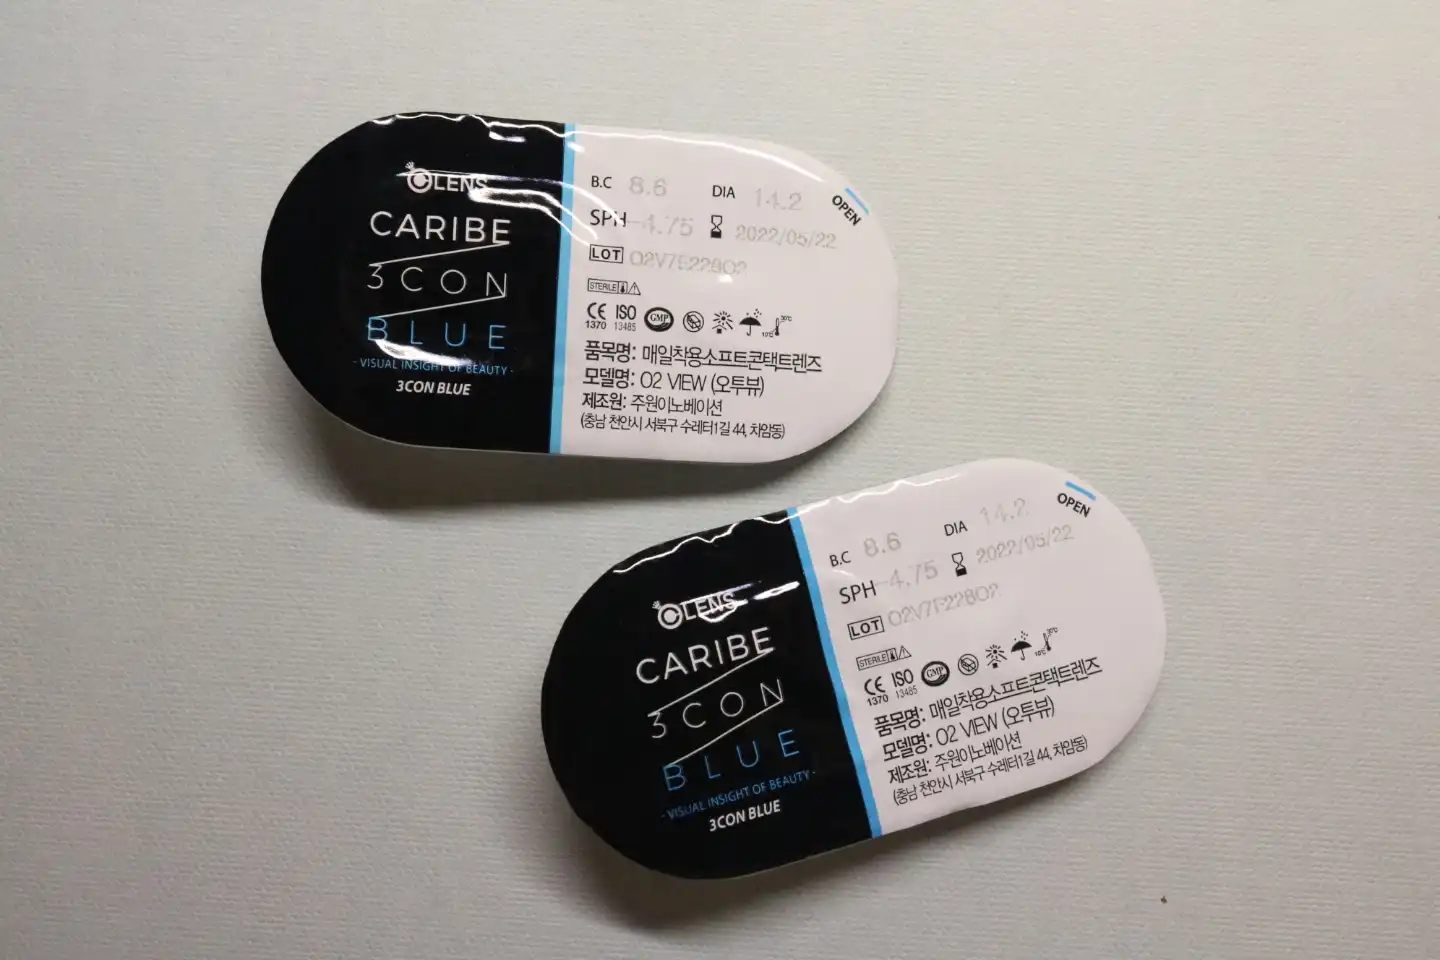 OLENS
CARIBE
3CON
BLUE
- VISUAL INSIGHT OF BEAUTY -
3CON BLUE
B.C 8.6 DIA 14.2
OPEN
SPH -4.75 2022/05/22
LOT
STERILE
CE ISO GMP 30°C
1370 13485 10°C
품목명: 매일착용소프트콘택트렌즈
모델명: O2 VIEW (오투뷰)
제조원: 주원이노베이션
(충남 천안시 서북구 수레터1길 44, 차암동)
OLENS
CARIBE
3CON
BLUE
- VISUAL INSIGHT OF BEAUTY -
3CON BLUE
B.C 8.6 DIA 14.2
OPEN
SPH -4.75 2022/05/22
LOT
STERILE
CE ISO GMP 30°C
1370 13485 10°C
품목명: 매일착용소프트콘택트렌즈
모델명: O2 VIEW (오투뷰)
제조원: 주원이노베이션
(충남 천안시 서북구 수레터1길 44, 차암동)